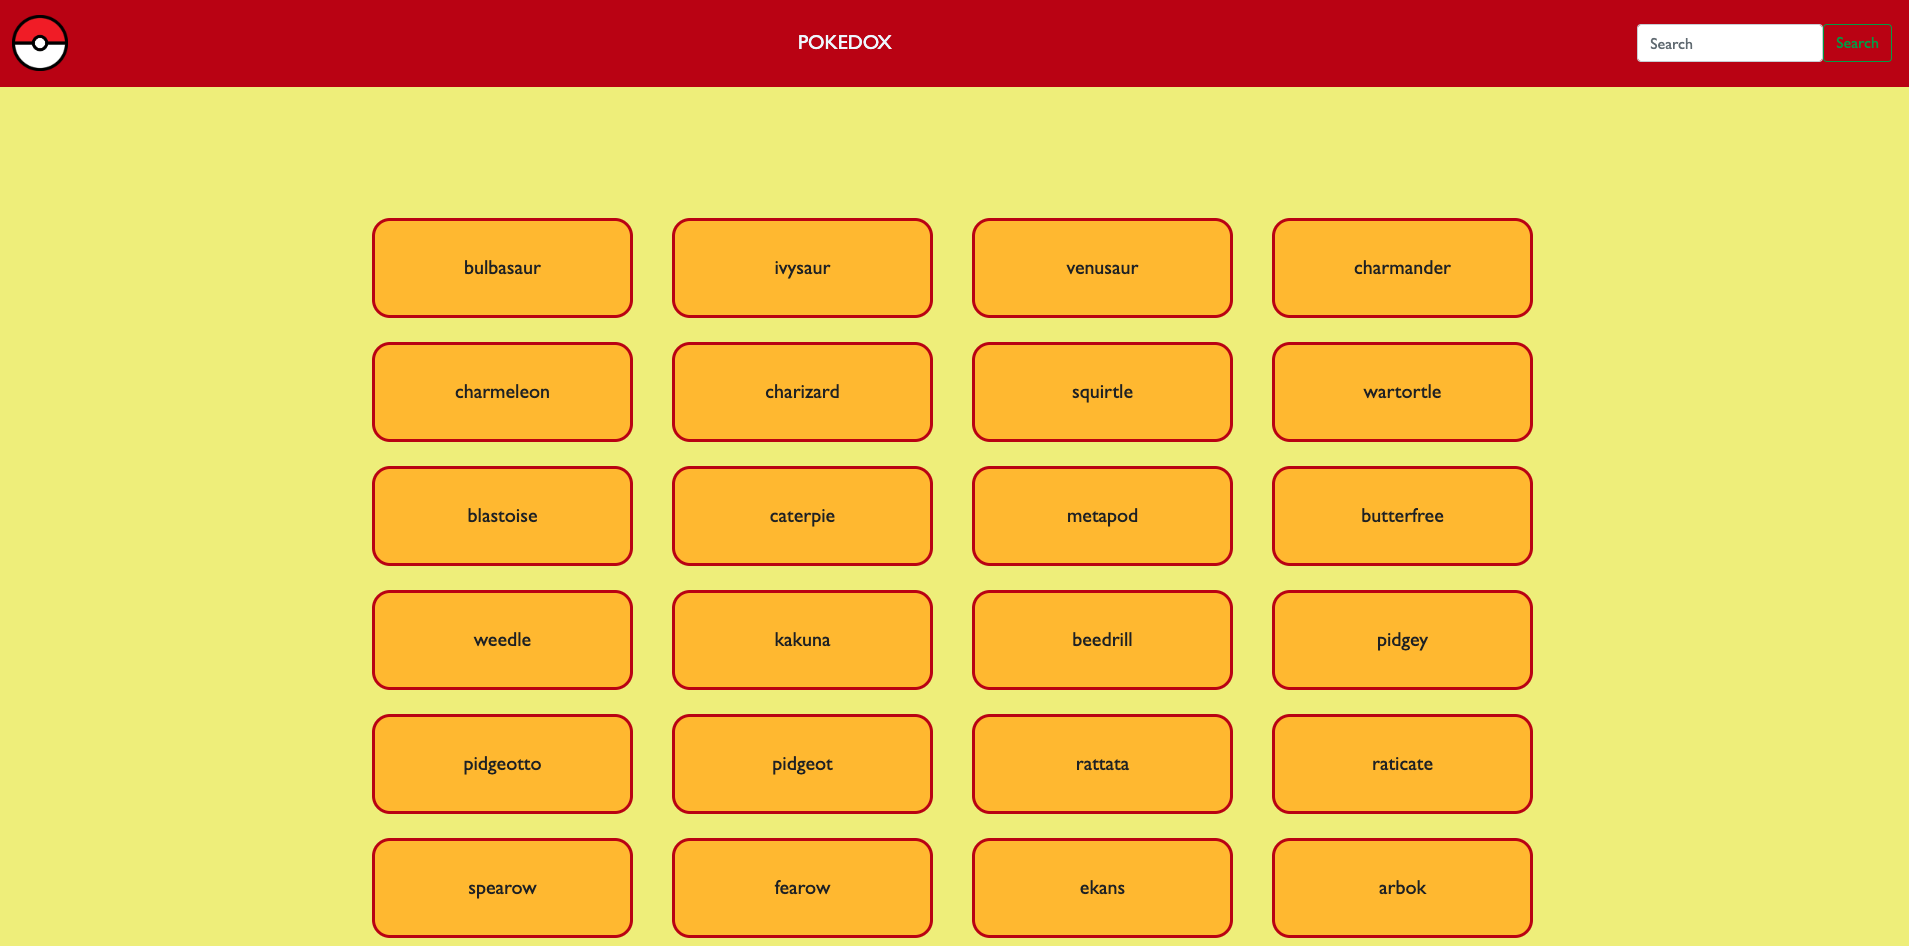 POKEDOX
Search
Search
bulbasaur
ivysaur
venusaur
charmander
charmeleon
charizard
squirtle
wartortle
blastoise
caterpie
metapod
butterfree
weedle
kakuna
beedrill
pidgey
pidgeotto
pidgeot
rattata
raticate
spearow
fearow
ekans
arbok